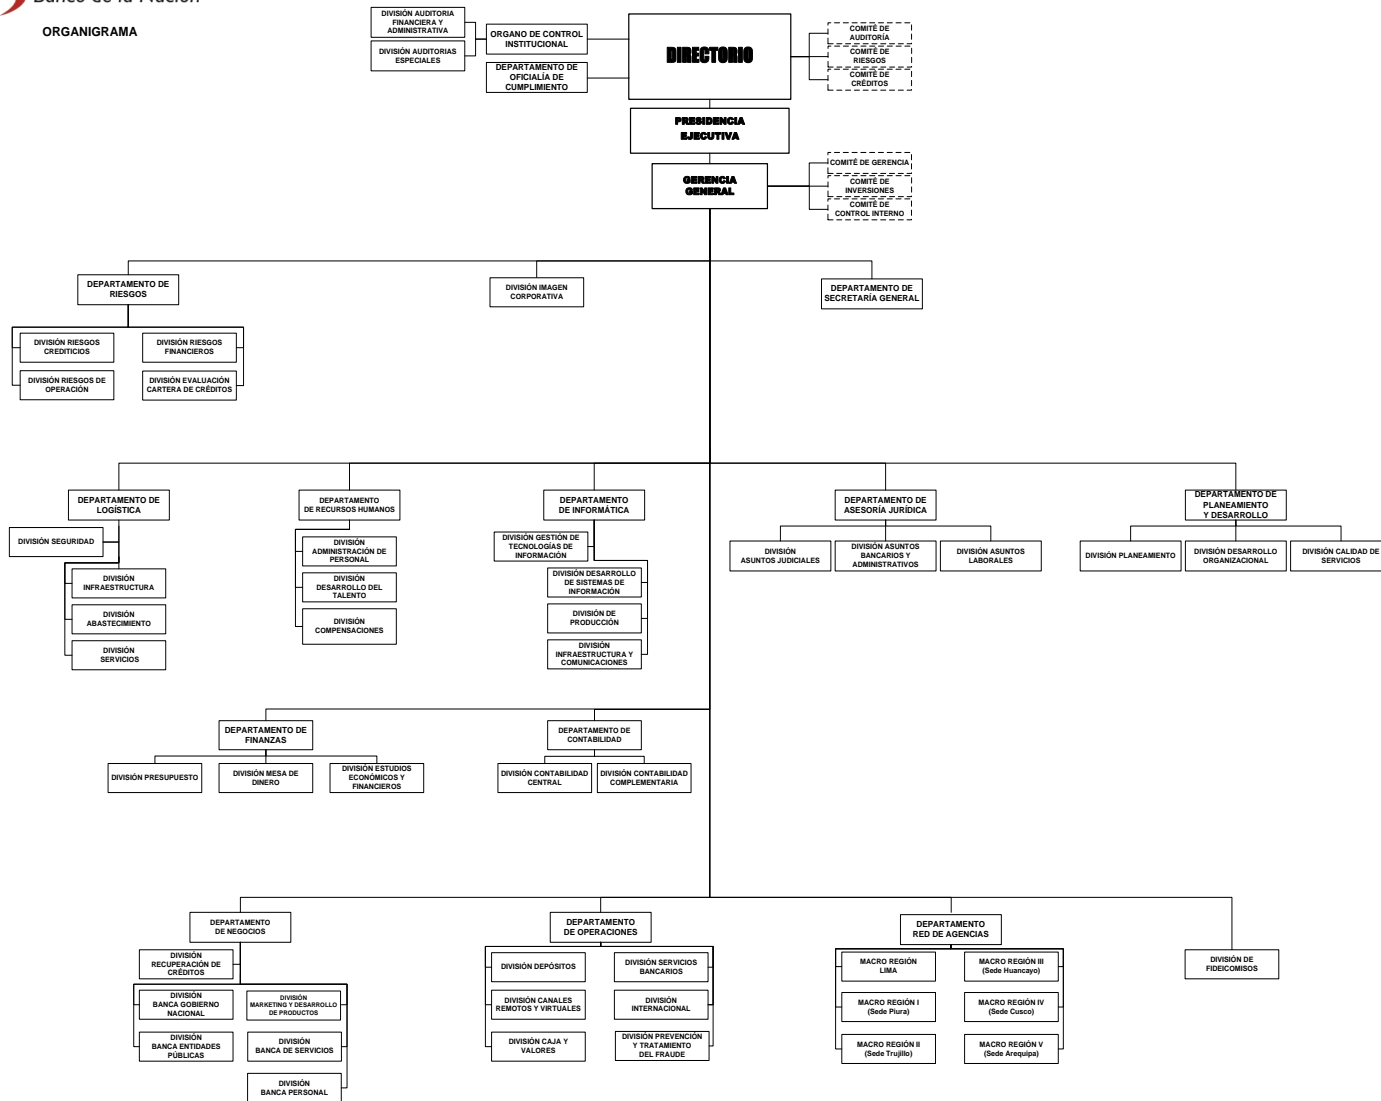 Banco de la Nación
ORGANIGRAMA
DIVISIÓN AUDITORIA
FINANCIERA Y
ADMINISTRATIVA
DIVISIÓN AUDITORIAS
ESPECIALES
ORGANO DE CONTROL
INSTITUCIONAL
DEPARTAMENTO DE
OFICIALÍA DE
CUMPLIMIENTO
DIRECTORIO
COMITÉ DE
AUDITORÍA
COMITÉ DE
RIESGOS
COMITÉ DE
CRÉDITOS
PRESIDENCIA
EJECUTIVA
GERENCIA
GENERAL
COMITÉ DE GERENCIA
COMITÉ DE
INVERSIONES
COMITÉ DE
CONTROL INTERNO
DEPARTAMENTO DE
RIESGOS
DIVISIÓN IMAGEN
CORPORATIVA
DEPARTAMENTO DE
SECRETARÍA GENERAL
DIVISIÓN RIESGOS
CREDITICIOS
DIVISIÓN RIESGOS
FINANCIEROS
DIVISIÓN RIESGOS DE
OPERACIÓN
DIVISIÓN EVALUACIÓN
CARTERA DE CRÉDITOS
DEPARTAMENTO DE
LOGÍSTICA
DIVISIÓN SEGURIDAD
DIVISIÓN
INFRAESTRUCTURA
DIVISIÓN
ABASTECIMIENTO
DIVISIÓN
SERVICIOS
DEPARTAMENTO
DE RECURSOS HUMANOS
DIVISIÓN
ADMINISTRACIÓN DE
PERSONAL
DIVISIÓN
DESARROLLO DEL
TALENTO
DIVISIÓN
COMPENSACIONES
DEPARTAMENTO
DE INFORMÁTICA
DIVISIÓN GESTIÓN DE
TECNOLOGÍAS DE
INFORMACIÓN
DIVISIÓN DESARROLLO
DE SISTEMAS DE
INFORMACIÓN
DIVISIÓN DE
PRODUCCIÓN
DIVISIÓN
INFRAESTRUCTURA Y
COMUNICACIONES
DEPARTAMENTO DE
ASESORÍA JURÍDICA
DIVISIÓN
ASUNTOS JUDICIALES
DIVISIÓN ASUNTOS
BANCARIOS Y
ADMINISTRATIVOS
DIVISIÓN ASUNTOS
LABORALES
DEPARTAMENTO DE
PLANEAMIENTO
Y DESARROLLO
DIVISIÓN PLANEAMIENTO
DIVISIÓN DESARROLLO
ORGANIZACIONAL
DIVISIÓN CALIDAD DE
SERVICIOS
DEPARTAMENTO DE
FINANZAS
DIVISIÓN PRESUPUESTO
DIVISIÓN MESA DE
DINERO
DIVISIÓN ESTUDIOS
ECONÓMICOS Y
FINANCIEROS
DEPARTAMENTO DE
CONTABILIDAD
DIVISIÓN CONTABILIDAD
CENTRAL
DIVISIÓN CONTABILIDAD
COMPLEMENTARIA
DEPARTAMENTO
DE NEGOCIOS
DIVISIÓN
RECUPERACIÓN DE
CRÉDITOS
DIVISIÓN
BANCA GOBIERNO
NACIONAL
DIVISIÓN
MARKETING Y DESARROLLO
DE PRODUCTOS
DIVISIÓN
BANCA ENTIDADES
PÚBLICAS
DIVISIÓN
BANCA DE SERVICIOS
DIVISIÓN
BANCA PERSONAL
DEPARTAMENTO
DE OPERACIONES
DIVISIÓN DEPÓSITOS
DIVISIÓN SERVICIOS
BANCARIOS
DIVISIÓN CANALES
REMOTOS Y VIRTUALES
DIVISIÓN
INTERNACIONAL
DIVISIÓN CAJA Y
VALORES
DIVISIÓN PREVENCIÓN
Y TRATAMIENTO
DEL FRAUDE
DEPARTAMENTO
RED DE AGENCIAS
MACRO REGIÓN
LIMA
MACRO REGIÓN III
(Sede Huancayo)
MACRO REGIÓN I
(Sede Piura)
MACRO REGIÓN IV
(Sede Cusco)
MACRO REGIÓN II
(Sede Trujillo)
MACRO REGIÓN V
(Sede Arequipa)
DIVISIÓN DE
FIDEICOMISOS